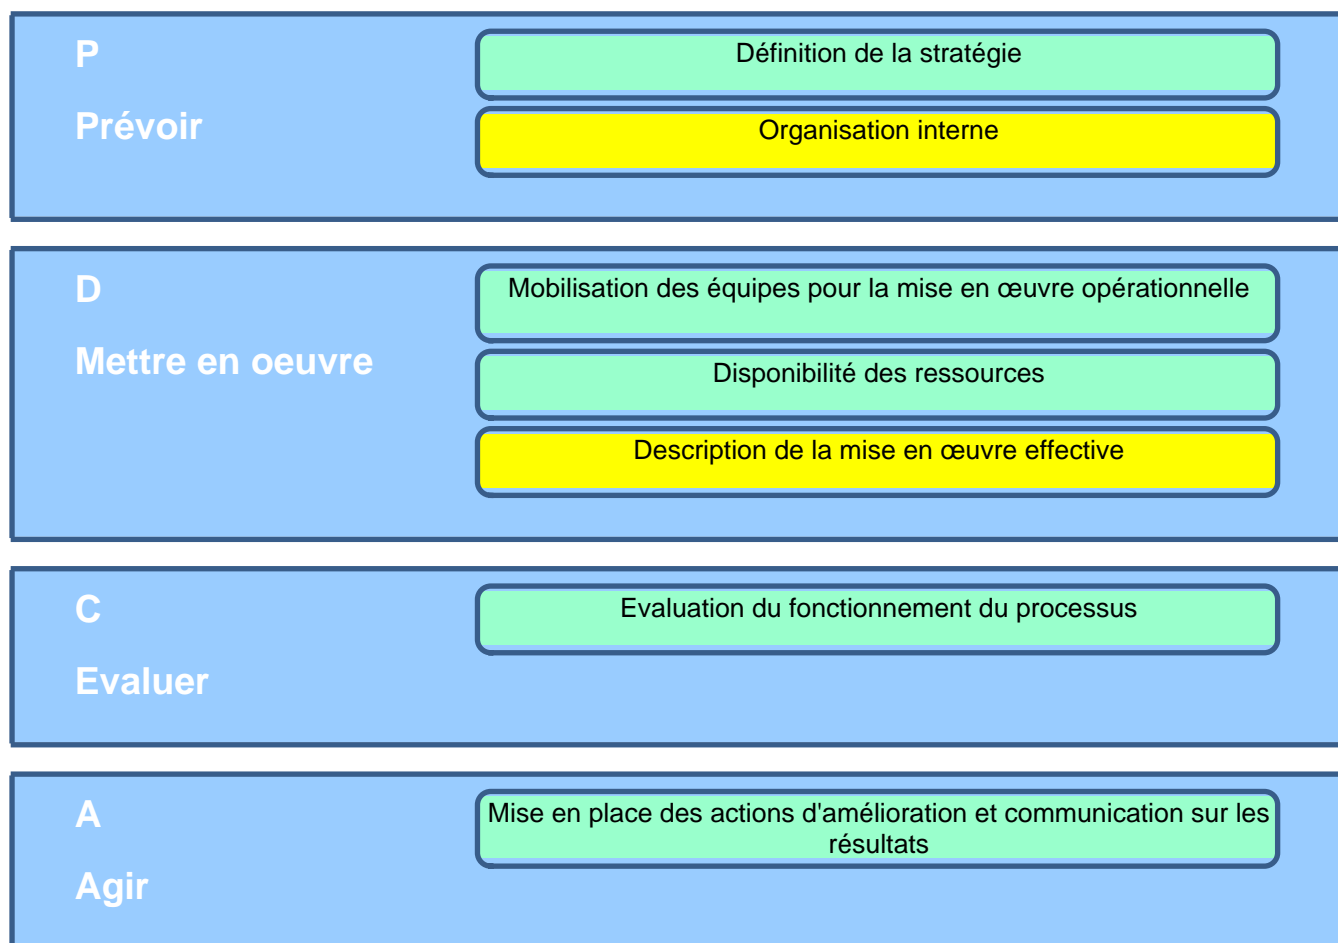 P
Prévoir
Définition de la stratégie
Organisation interne
D
Mettre en oeuvre
Mobilisation des équipes pour la mise en œuvre opérationnelle
Disponibilité des ressources
Description de la mise en œuvre effective
C
Evaluer
Evaluation du fonctionnement du processus
A
Agir
Mise en place des actions d'amélioration et communication sur les
résultats